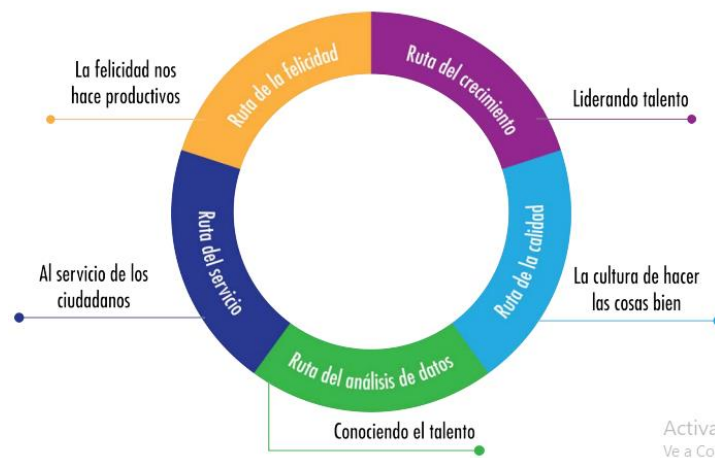 Ruta de la felicidad
Ruta del crecimiento
La felicidad nos
hace productivos
Liderando talento
Ruta del servicio
Ruta de la calidad
Al servicio de los
ciudadanos
La cultura de hacer
las cosas bien
Ruta del análisis de datos
Conociendo el talento
Activa
Ve a Co